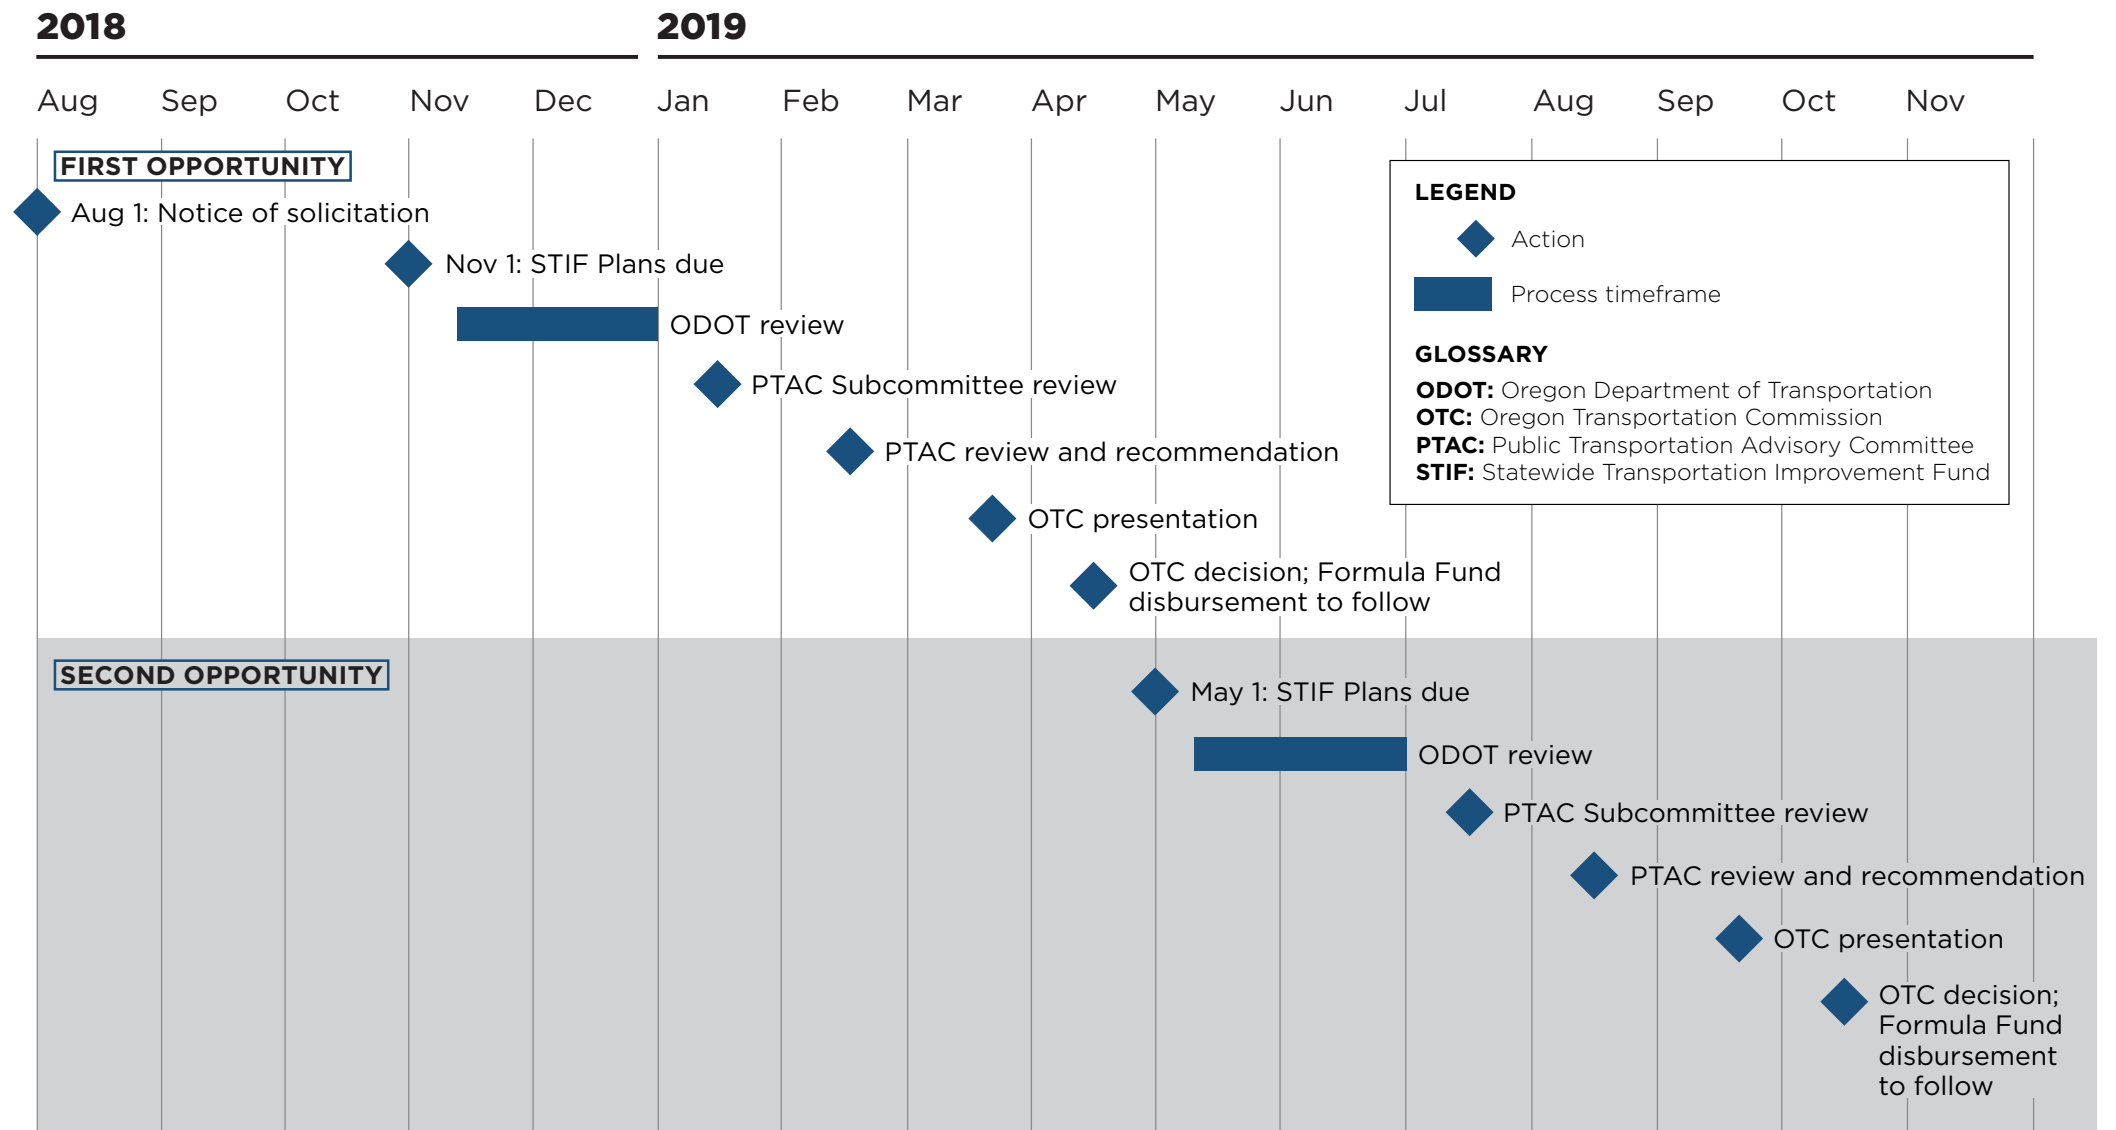 2018 2019
Aug Sep Oct Nov Dec Jan Feb Mar Apr May Jun Jul Aug Sep Oct Nov
FIRST OPPORTUNITY
Aug 1: Notice of solicitation
Nov 1: STIF Plans due
ODOT review
PTAC Subcommittee review
PTAC review and recommendation
OTC presentation
OTC decision; Formula Fund
disbursement to follow
LEGEND
Action
Process timeframe
GLOSSARY
ODOT: Oregon Department of Transportation
OTC: Oregon Transportation Commission
PTAC: Public Transportation Advisory Committee
STIF: Statewide Transportation Improvement Fund
SECOND OPPORTUNITY
May 1: STIF Plans due
ODOT review
PTAC Subcommittee review
PTAC review and recommendation
OTC presentation
OTC decision;
Formula Fund
disbursement
to follow